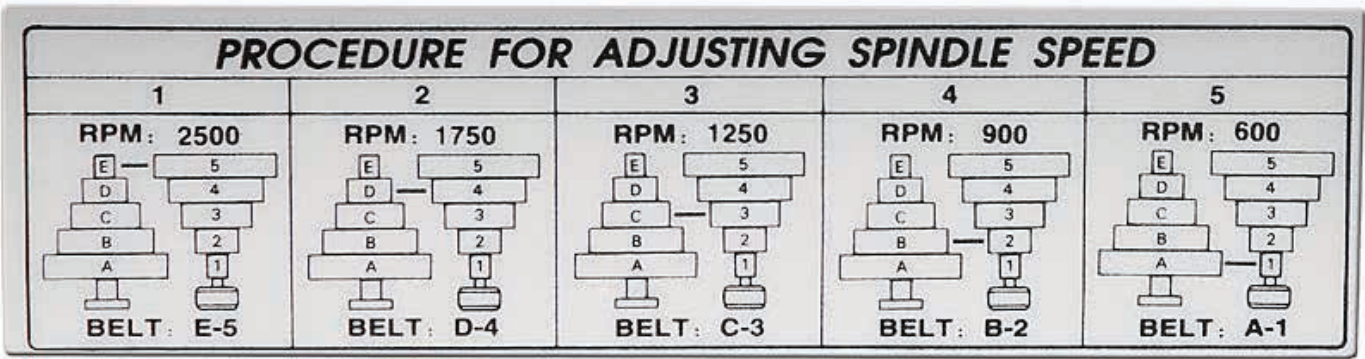 PROCEDURE FOR ADJUSTING SPINDLE SPEED
1 2 3 4 5
RPM: 2500 RPM: 1750 RPM: 1250 RPM: 900 RPM: 600
E 5 E 5 E 5 E 5 E 5
D 4 D 4 D 4 D 4 D 4
C 3 C 3 C 3 C 3 C 3
B 2 B 2 B 2 B 2 B 2
A 1 A 1 A 1 A 1 A 1
BELT: E-5 BELT: D-4 BELT: C-3 BELT: B-2 BELT: A-1